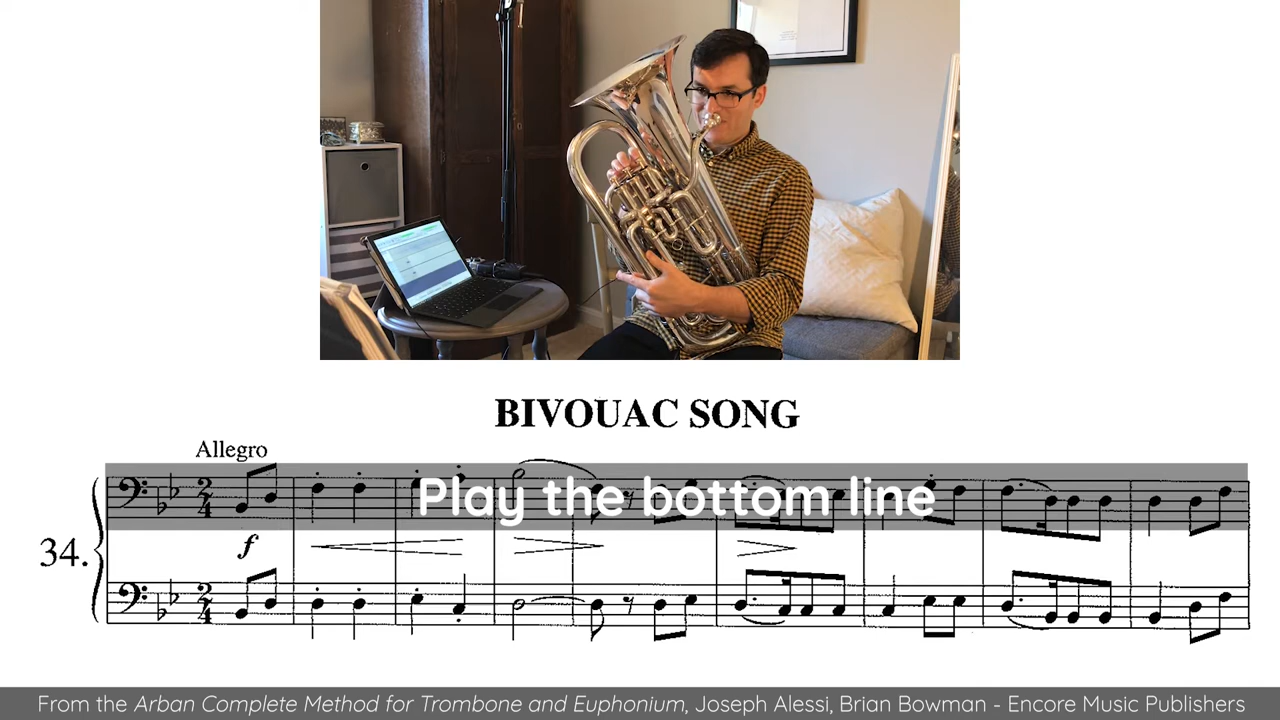 BIVOUAC SONG
Allegro
Play the bottom line
34.
f
From the Arban Complete Method for Trombone and Euphonium, Joseph Alessi, Brian Bowman - Encore Music Publishers